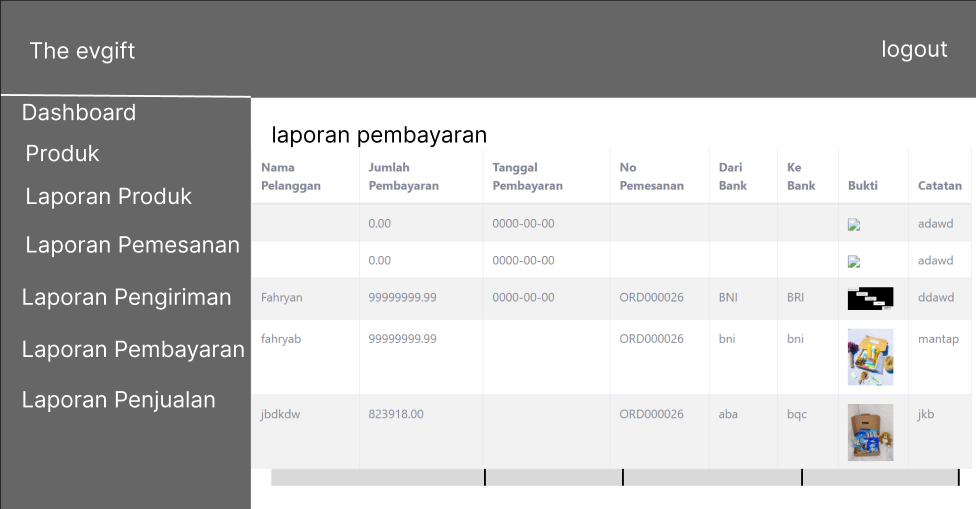 The evgift
logout
Dashboard
Produk
Laporan Produk
Laporan Pemesanan
Laporan Pengiriman
Laporan Pembayaran
Laporan Penjualan
laporan pembayaran
Nama Pelanggan Jumlah Pembayaran Tanggal Pembayaran No Pemesanan Dari Bank Ke Bank Bukti Catatan
0.00 0000-00-00 adawd
0.00 0000-00-00 adawd
Fahryan 99999999.99 0000-00-00 ORD000026 BNI BRI ddawd
fahryab 99999999.99 ORD000026 bni bni mantap
jbdkdw 823918.00 ORD000026 aba bqc jkb